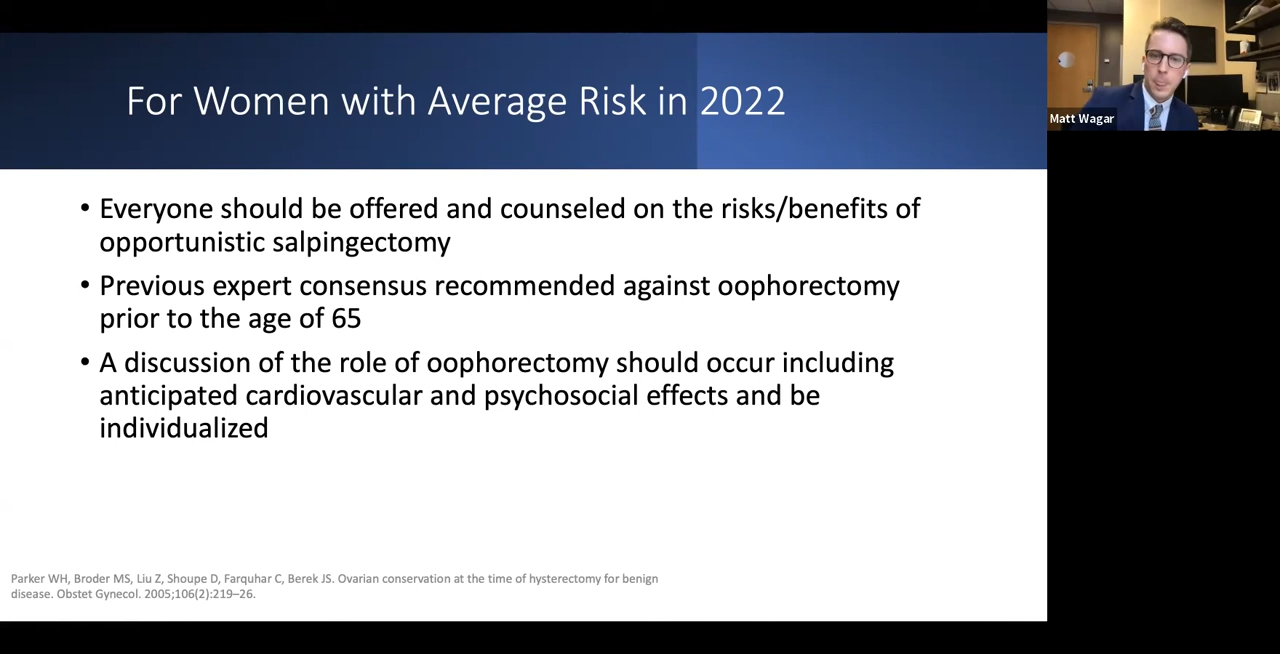 For Women with Average Risk in 2022
Matt Wagar
• Everyone should be offered and counseled on the risks/benefits of
opportunistic salpingectomy
• Previous expert consensus recommended against oophorectomy
prior to the age of 65
• A discussion of the role of oophorectomy should occur including
anticipated cardiovascular and psychosocial effects and be
individualized
Parker WH, Broder MS, Liu Z, Shoupe D, Farquhar C, Berek JS. Ovarian conservation at the time of hysterectomy for benign
disease. Obstet Gynecol. 2005;106(2):219–26.